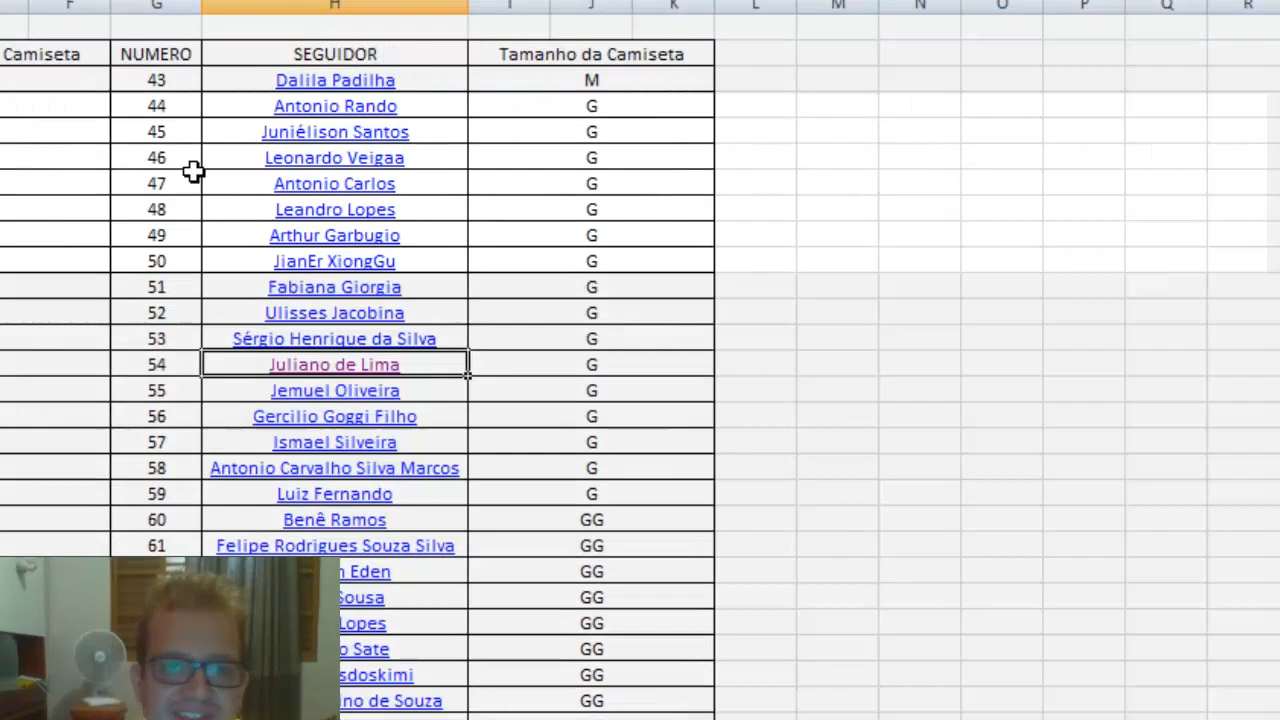 F G H I J K L M N O P Q R
Camiseta NUMERO SEGUIDOR Tamanho da Camiseta
43 Dalila Padilha M
44 Antonio Rando G
45 Juniélison Santos G
46 Leonardo Veigaa G
47 Antonio Carlos G
48 Leandro Lopes G
49 Arthur Garbugio G
50 JianEr XiongGu G
51 Fabiana Giorgia G
52 Ulisses Jacobina G
53 Sérgio Henrique da Silva G
54 Juliano de Lima G
55 Jemuel Oliveira G
56 Gercilio Goggi Filho G
57 Ismael Silveira G
58 Antonio Carvalho Silva Marcos G
59 Luiz Fernando G
60 Benê Ramos GG
61 Felipe Rodrigues Souza Silva GG
Eden GG
Sousa GG
Lopes GG
Sate GG
sdoskimi GG
ino de Souza GG